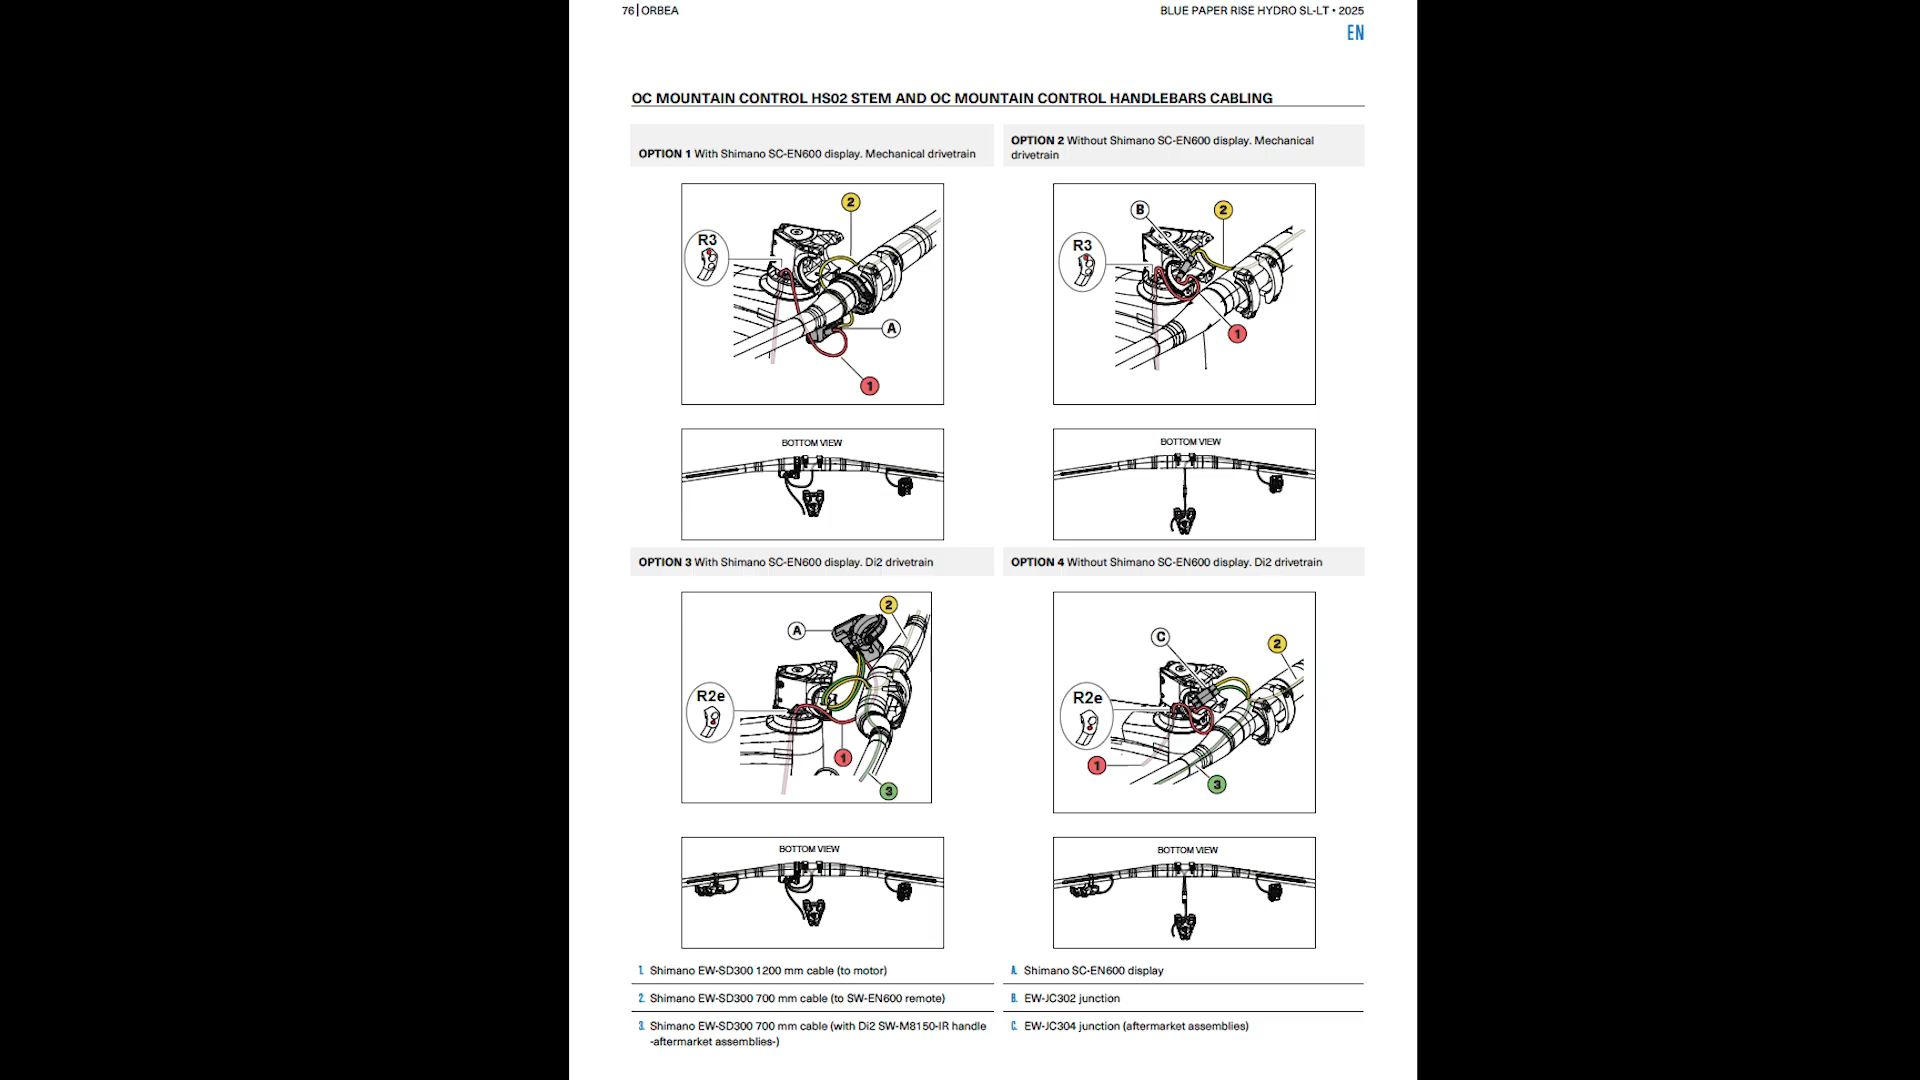 76 | ORBEA
BLUE PAPER RISE HYDRO SL-LT • 2025
EN
OC MOUNTAIN CONTROL HS02 STEM AND OC MOUNTAIN CONTROL HANDLEBARS CABLING
OPTION 1 With Shimano SC-EN600 display. Mechanical drivetrain
OPTION 2 Without Shimano SC-EN600 display. Mechanical
drivetrain
2
R3
A
1
B
2
R3
1
BOTTOM VIEW
BOTTOM VIEW
OPTION 3 With Shimano SC-EN600 display. Di2 drivetrain
OPTION 4 Without Shimano SC-EN600 display. Di2 drivetrain
2
A
R2e
1
3
C
2
R2e
1
3
BOTTOM VIEW
BOTTOM VIEW
1. Shimano EW-SD300 1200 mm cable (to motor)
2. Shimano EW-SD300 700 mm cable (to SW-EN600 remote)
3. Shimano EW-SD300 700 mm cable (with Di2 SW-M8150-IR handle
-aftermarket assemblies-)
A. Shimano SC-EN600 display
B. EW-JC302 junction
C. EW-JC304 junction (aftermarket assemblies)